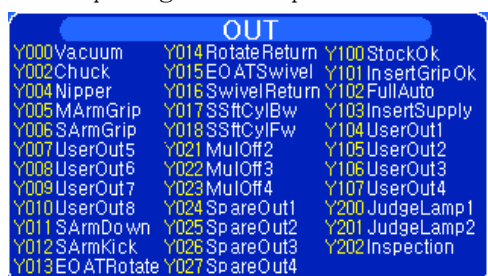 OUT
Y000Vacuum Y014RotateReturn Y100StockOk
Y002Chuck Y015EOATSwivel Y101InsertGripOk
Y004Nipper Y016SwivelReturn Y102FullAuto
Y005MArmGrip Y017SSftCylBw Y103InsertSupply
Y006SArmGrip Y018SSftCylFw Y104UserOut1
Y007UserOut5 Y021MulOff2 Y105UserOut2
Y008UserOut6 Y022MulOff3 Y106UserOut3
Y009UserOut7 Y023MulOff4 Y107UserOut4
Y010UserOut8 Y024SpareOut1 Y200JudgeLamp1
Y011SArmDown Y025SpareOut2 Y201JudgeLamp2
Y012SArmKick Y026SpareOut3 Y202Inspection
Y013EOATRotate Y027SpareOut4